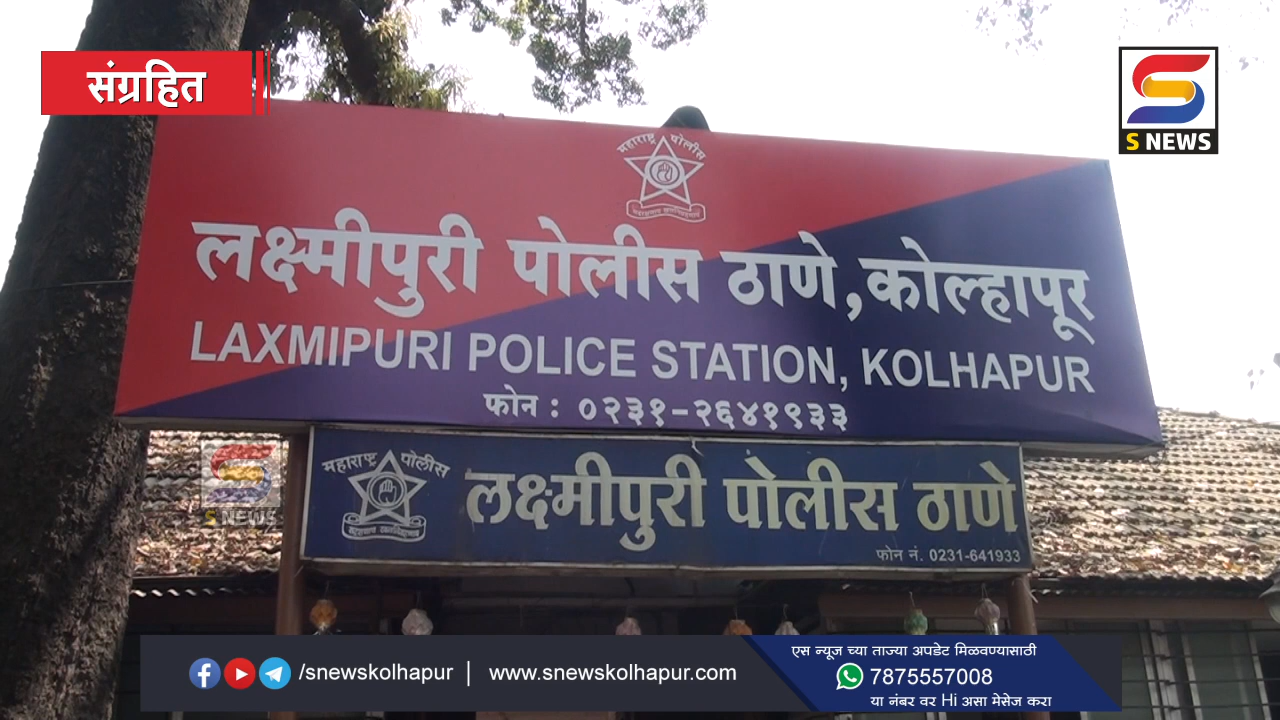 संग्रहित
S NEWS
महाराष्ट्र पोलीस
लक्ष्मीपुरी पोलीस ठाणे, कोल्हापूर
LAXMIPURI POLICE STATION, KOLHAPUR
फोन : ०२३१-२६४१९३३
महाराष्ट्र पोलीस
लक्ष्मीपुरी पोलीस ठाणे
फोन नं. 0231-641933
S NEWS
/snewskolhapur | www.snewskolhapur.com
एस न्यूज च्या ताज्या अपडेट मिळवण्यासाठी
7875557008
या नंबर वर Hi असा मेसेज करा